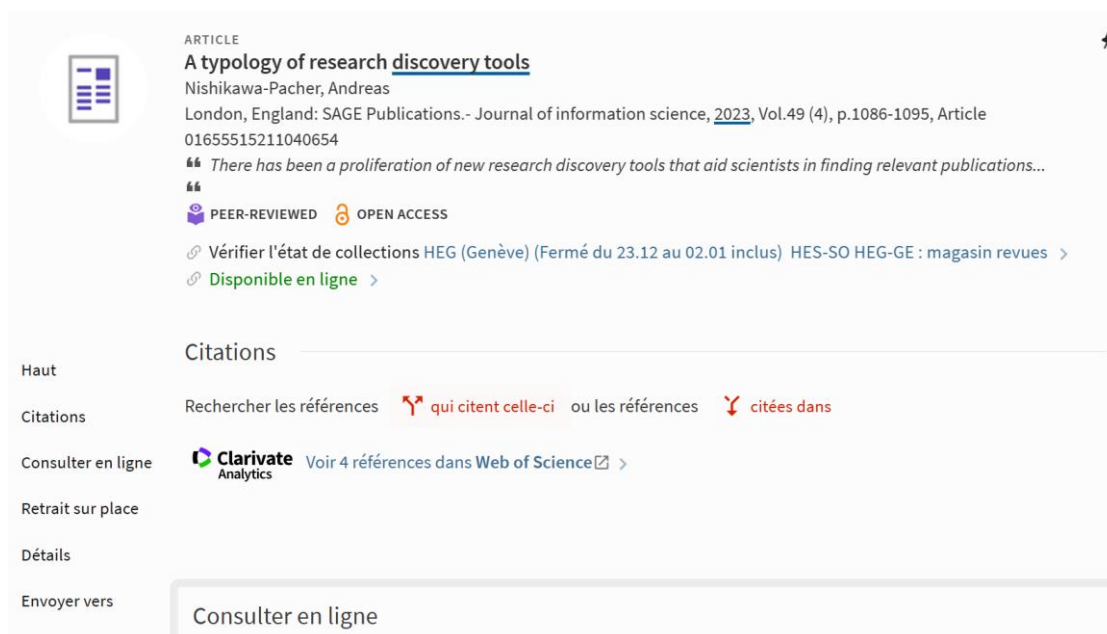 ARTICLE
A typology of research discovery tools
Nishikawa-Pacher, Andreas
London, England: SAGE Publications.- Journal of information science, 2023, Vol.49 (4), p.1086-1095, Article
01655515211040654
❝ There has been a proliferation of new research discovery tools that aid scientists in finding relevant publications...
❝
PEER-REVIEWED OPEN ACCESS
Vérifier l'état de collections HEG (Genève) (Fermé du 23.12 au 02.01 inclus) HES-SO HEG-GE : magasin revues >
Disponible en ligne >
Citations
Haut
Rechercher les références qui citent celle-ci ou les références citées dans
Citations
Clarivate
Analytics
Voir 4 références dans Web of Science >
Consulter en ligne
Retrait sur place
Détails
Envoyer vers
Consulter en ligne